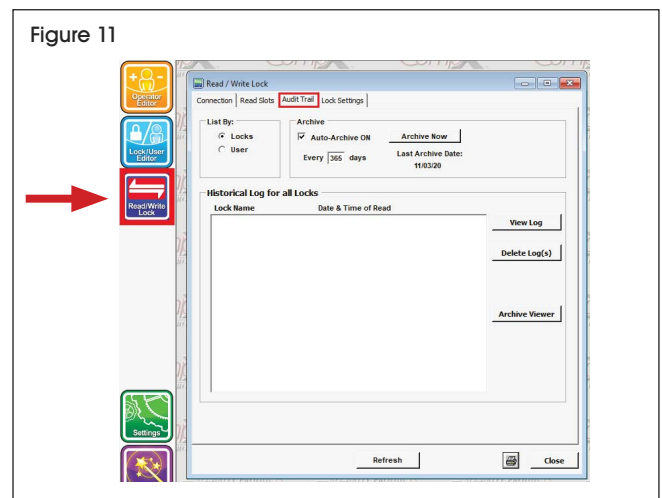 Figure 11
Operator
Editor
Lock/User
Editor
Read/Write
Lock
Settings
Read / Write Lock
Connection
Read Slots
Audit Trail
Lock Settings
List By:
Locks
User
Archive
Auto-Archive ON
Archive Now
Every 365 days
Last Archive Date:
11/03/20
Historical Log for all Locks
Lock Name
Date & Time of Read
View Log
Delete Log(s)
Archive Viewer
Refresh
Close